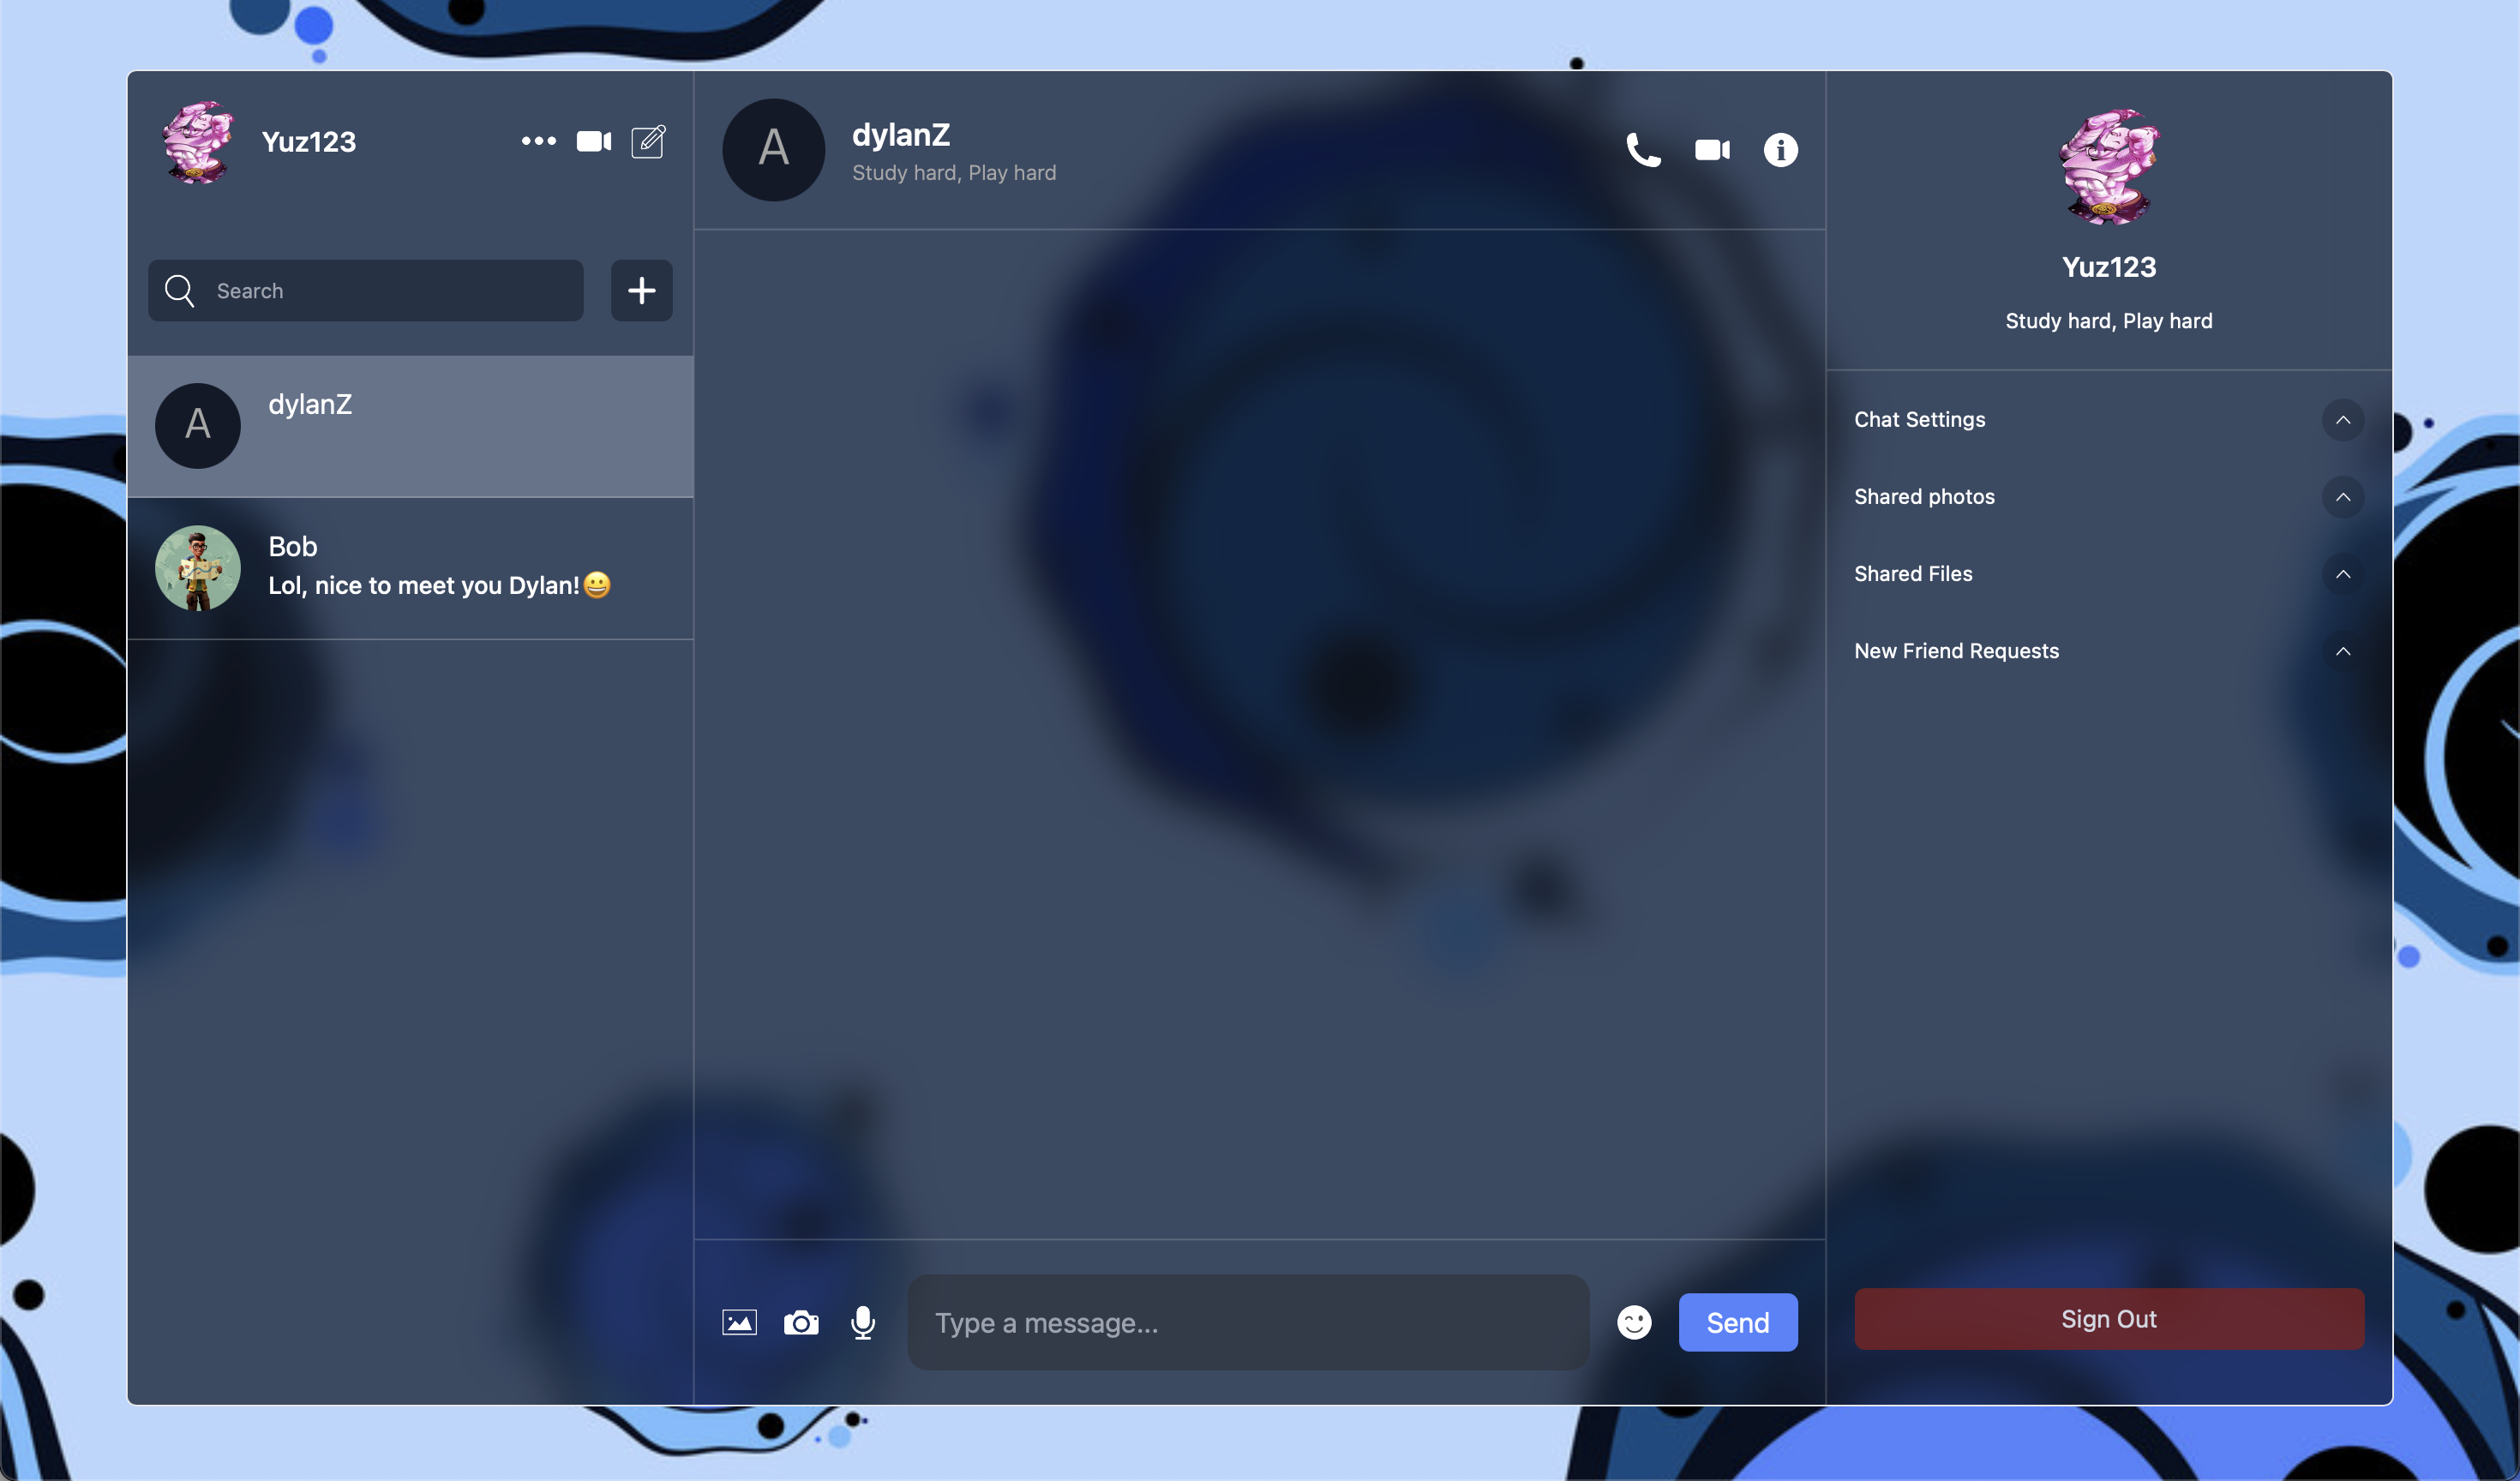 Yuz123
Search
A
dylanZ
A
Bob
Lol, nice to meet you Dylan!😀
dylanZ
Study hard, Play hard
Type a message...
Send
Yuz123
Study hard, Play hard
Chat Settings
Shared photos
Shared Files
New Friend Requests
Sign Out